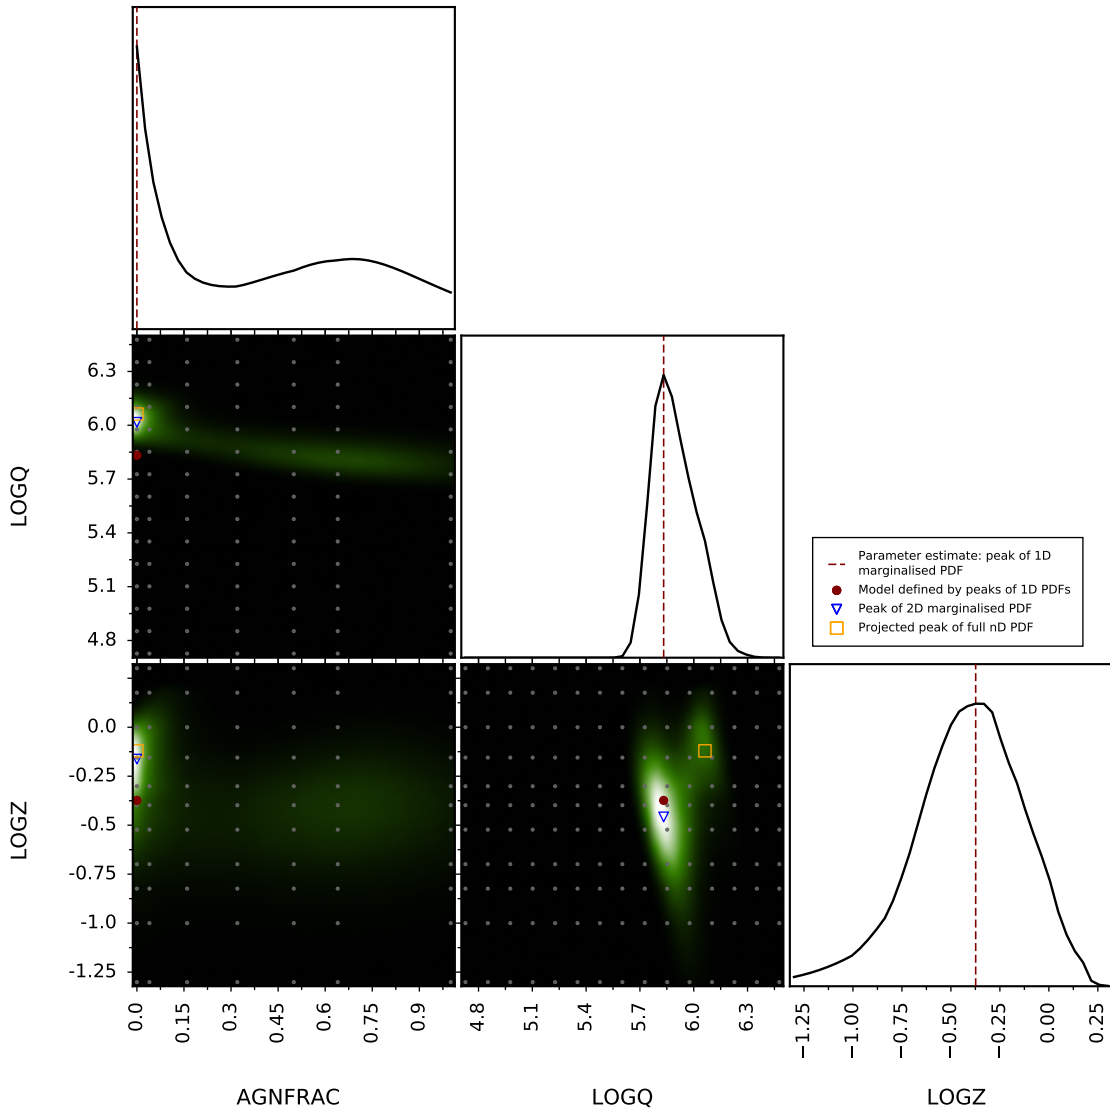 6.3
6.0
5.7
5.4
5.1
4.8
LOGQ
Parameter estimate: peak of 1D
marginalised PDF
Model defined by peaks of 1D PDFs
Peak of 2D marginalised PDF
Projected peak of full nD PDF
0.0
-0.25
-0.5
-0.75
-1.0
-1.25
LOGZ
0.0 0.15 0.3 0.45 0.6 0.75 0.9
4.8 5.1 5.4 5.7 6.0 6.3
−1.25 −1.00 −0.75 −0.50 −0.25 0.00 0.25
AGNFRAC LOGQ LOGZ